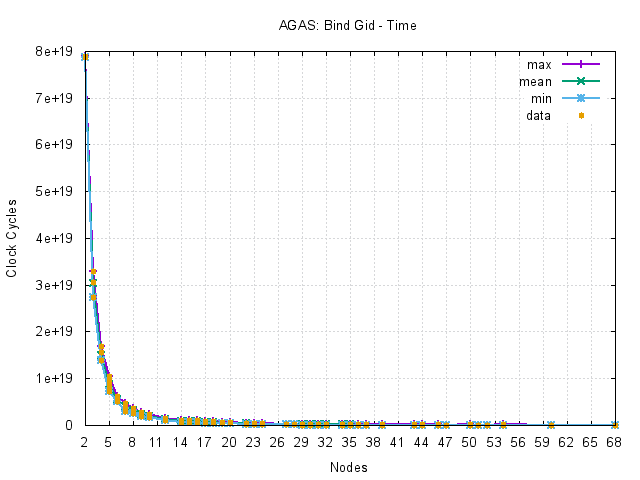 AGAS: Bind Gid - Time
max
mean
min
data
8e+19
7e+19
6e+19
5e+19
4e+19
3e+19
2e+19
1e+19
0
Clock Cycles
2 5 8 11 14 17 20 23 26 29 32 35 38 41 43 46 47 50 53 56 59 62 65 68
Nodes